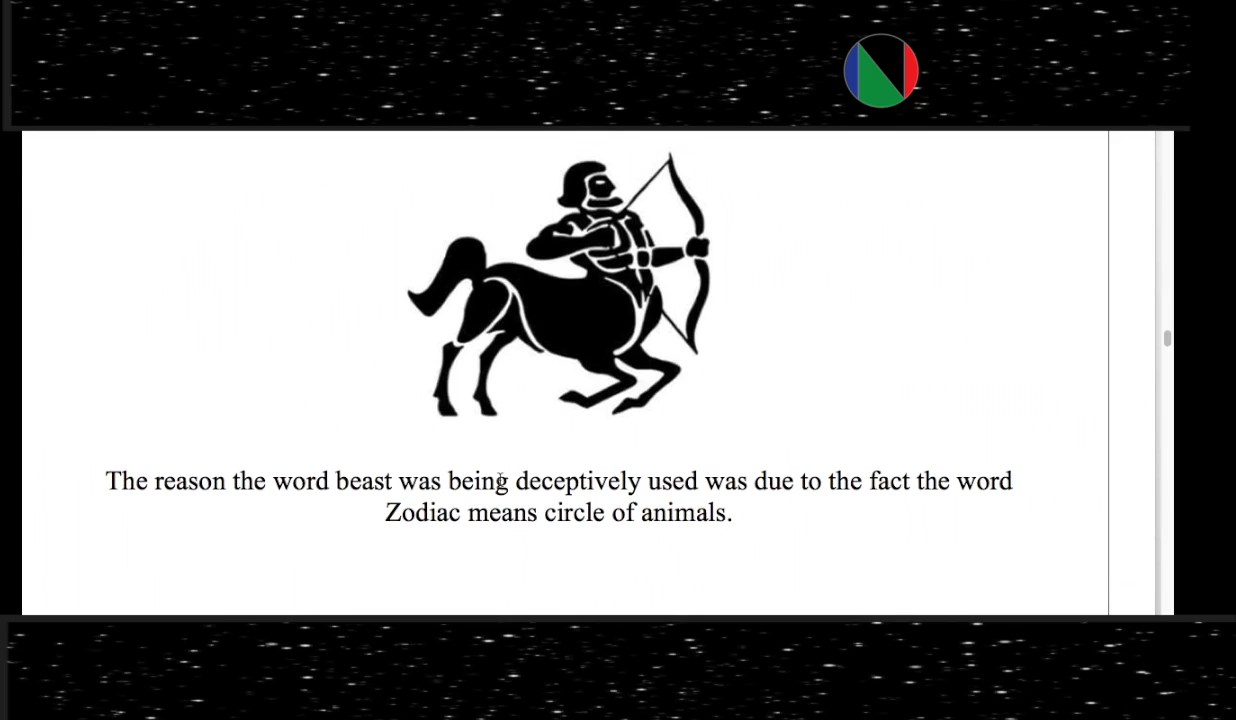 The reason the word beast was being deceptively used was due to the fact the word
Zodiac means circle of animals.